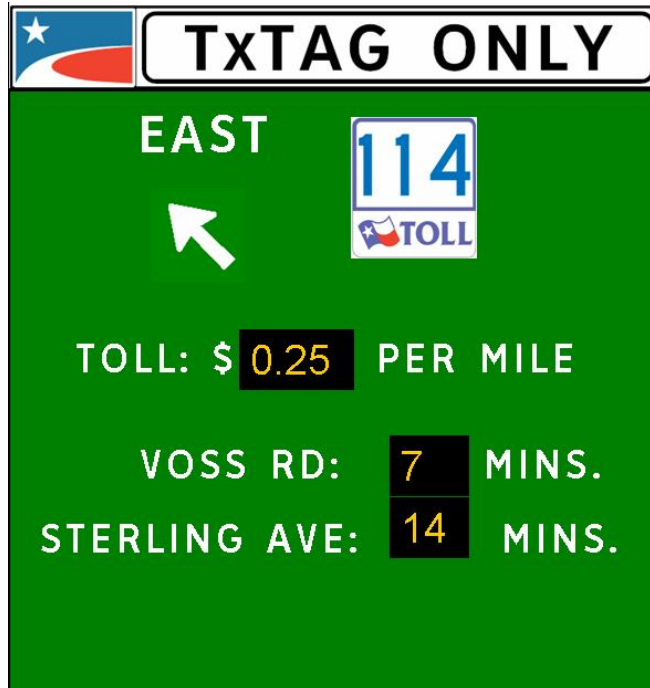 TxTAG ONLY
EAST
114
TOLL
TOLL: $ 0.25 PER MILE
VOSS RD: 7 MINS.
STERLING AVE: 14 MINS.